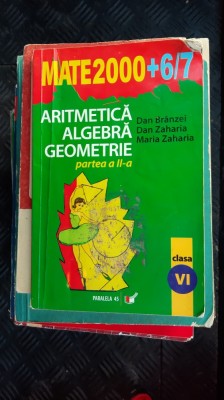 MATE2000+6/7
ARITMETICĂ
ALGEBRĂ
GEOMETRIE
partea a II-a
Dan Brânzei
Dan Zaharia
Maria Zaharia
clasa
VI
PARALELA 45